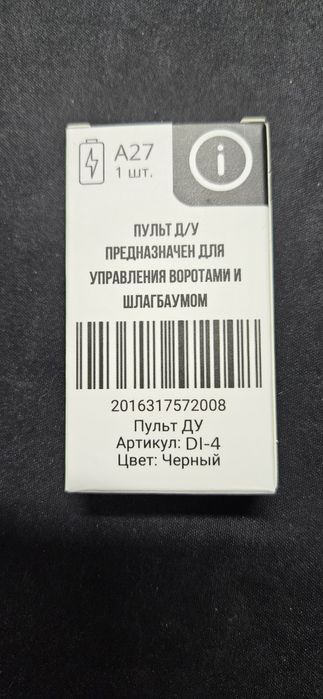 A27
1 шт.
i
ПУЛЬТ Д/У
ПРЕДНАЗНАЧЕН ДЛЯ
УПРАВЛЕНИЯ ВОРОТАМИ И
ШЛАГБАУМОМ
2016317572008
Пульт ДУ
Артикул: DI-4
Цвет: Черный